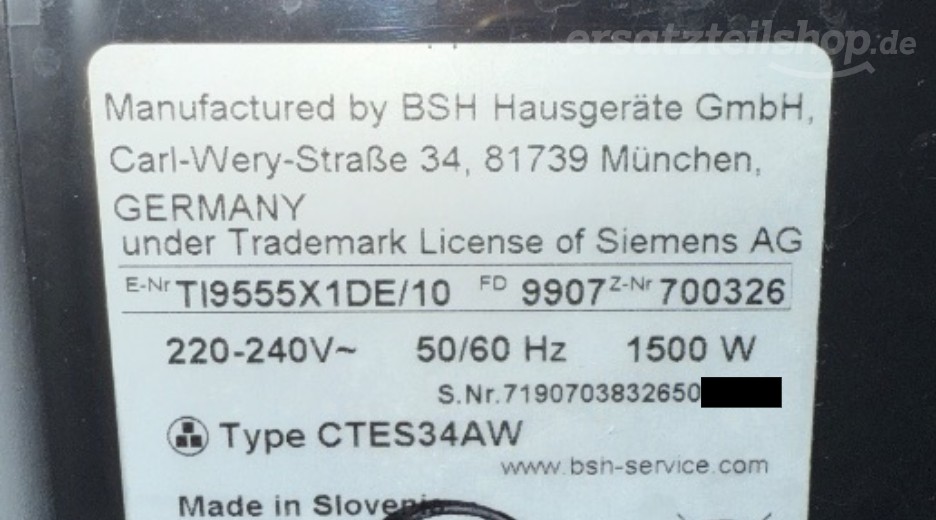 ersatzteilshop.de
Manufactured by BSH Hausgeräte GmbH,
Carl-Wery-Straße 34, 81739 München,
GERMANY
under Trademark License of Siemens AG
E-Nr TI9555X1DE/10 FD 9907 Z-Nr 700326
220-240V~ 50/60 Hz 1500 W
S.Nr.7190703832650
Type CTES34AW
www.bsh-service.com
Made in Slovenia